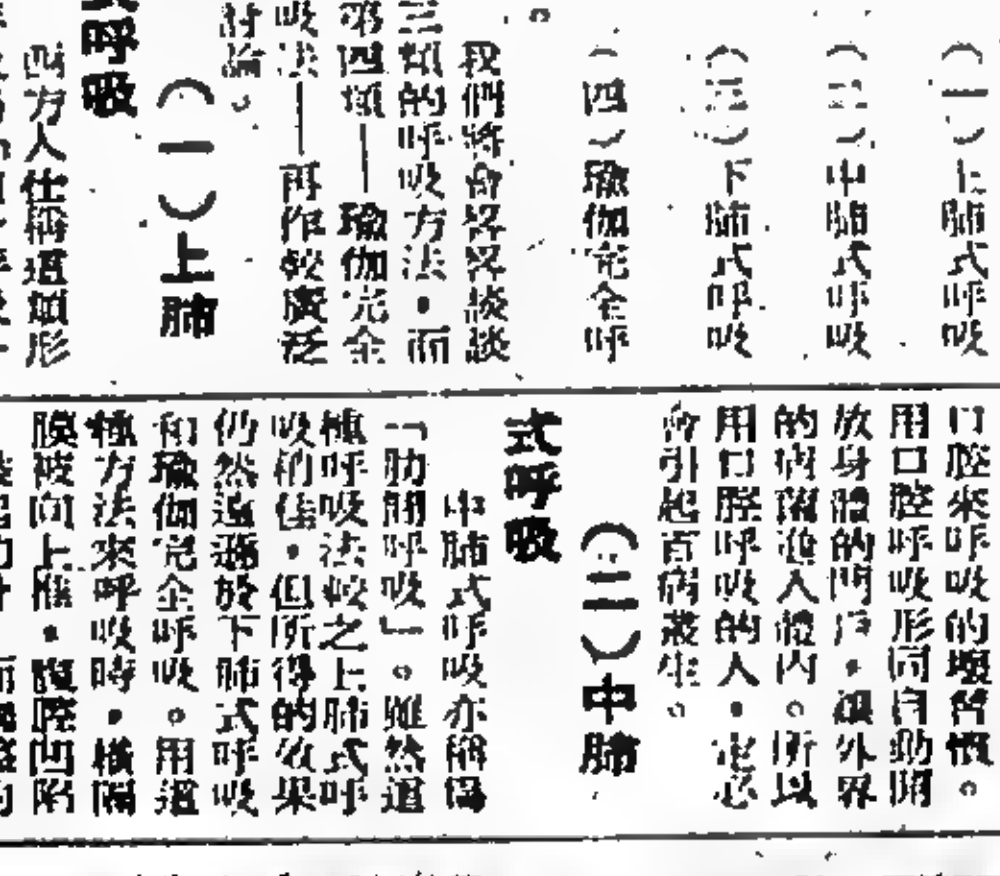 （一）上肺式呼吸
（二）中肺式呼吸
（三）下肺式呼吸
（四）瑜伽完全呼
。
我們將會畧畧談談
三類的呼吸方法，而
第四類——瑜伽完全
吸法——再作較廣泛
討論。
（一）上肺
式呼吸
西方人仕稱這類形
口腔來呼吸的壞習慣。
用口腔呼吸形同自動開
放身體的門戶，讓外界
的病菌進入體內。所以
用口腔呼吸的人，定必
會引起百病叢生。
（二）中肺
式呼吸
中肺式呼吸亦稱爲
「肋間呼吸」。雖然這
種呼吸法較之上肺式呼
吸稍佳，但所得的效果
仍然遠遜於下肺式呼吸
和瑜伽完全呼吸。用這
種方法來呼吸時，橫隔
膜被向上推，腹腔凹陷